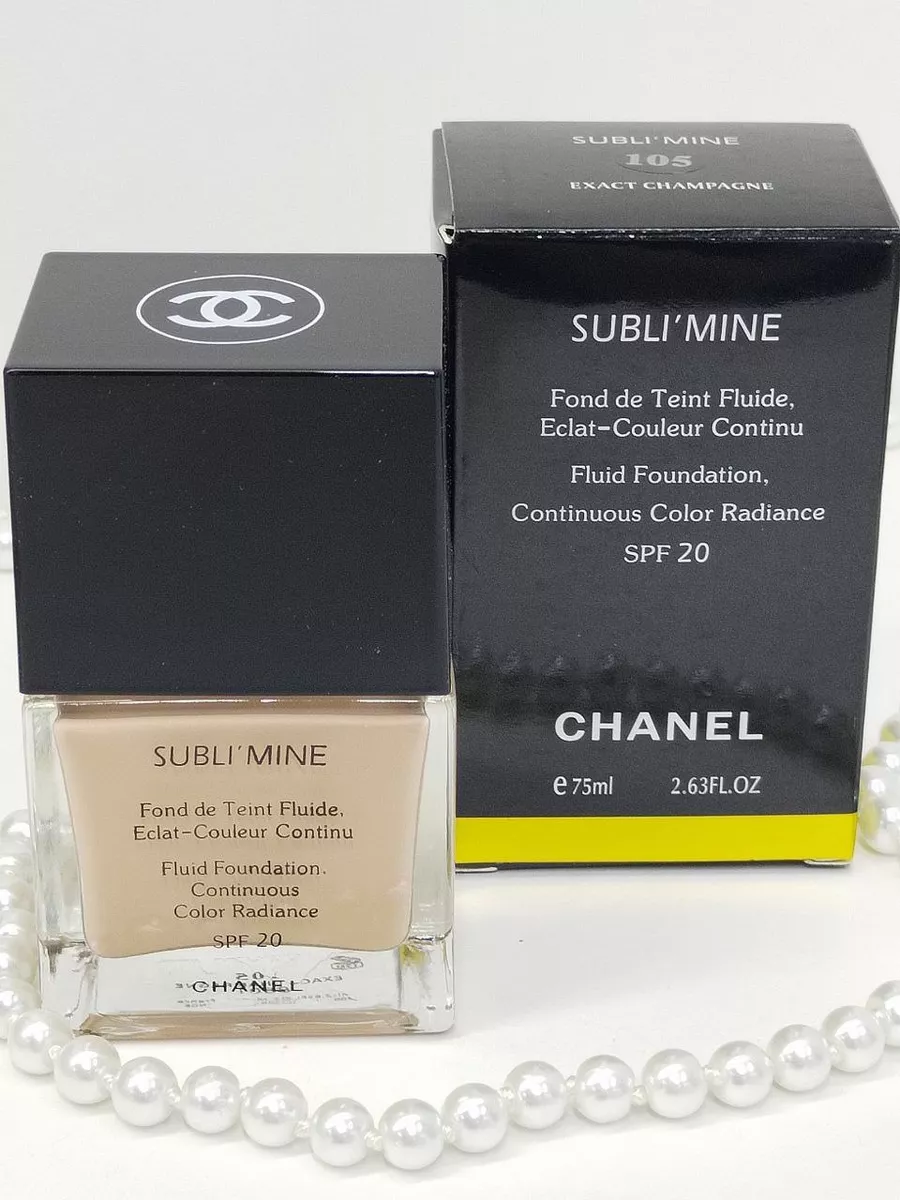 SUBLI'MINE
105
EXACT CHAMPAGNE
SUBLI'MINE
Fond de Teint Fluide,
Eclat-Couleur Continu
Fluid Foundation,
Continuous Color Radiance
SPF 20
CHANEL
e 75ml 2.63FL.OZ
SUBLI'MINE
Fond de Teint Fluide,
Eclat-Couleur Continu
Fluid Foundation.
Continuous
Color Radiance
SPF 20
CHANEL
105